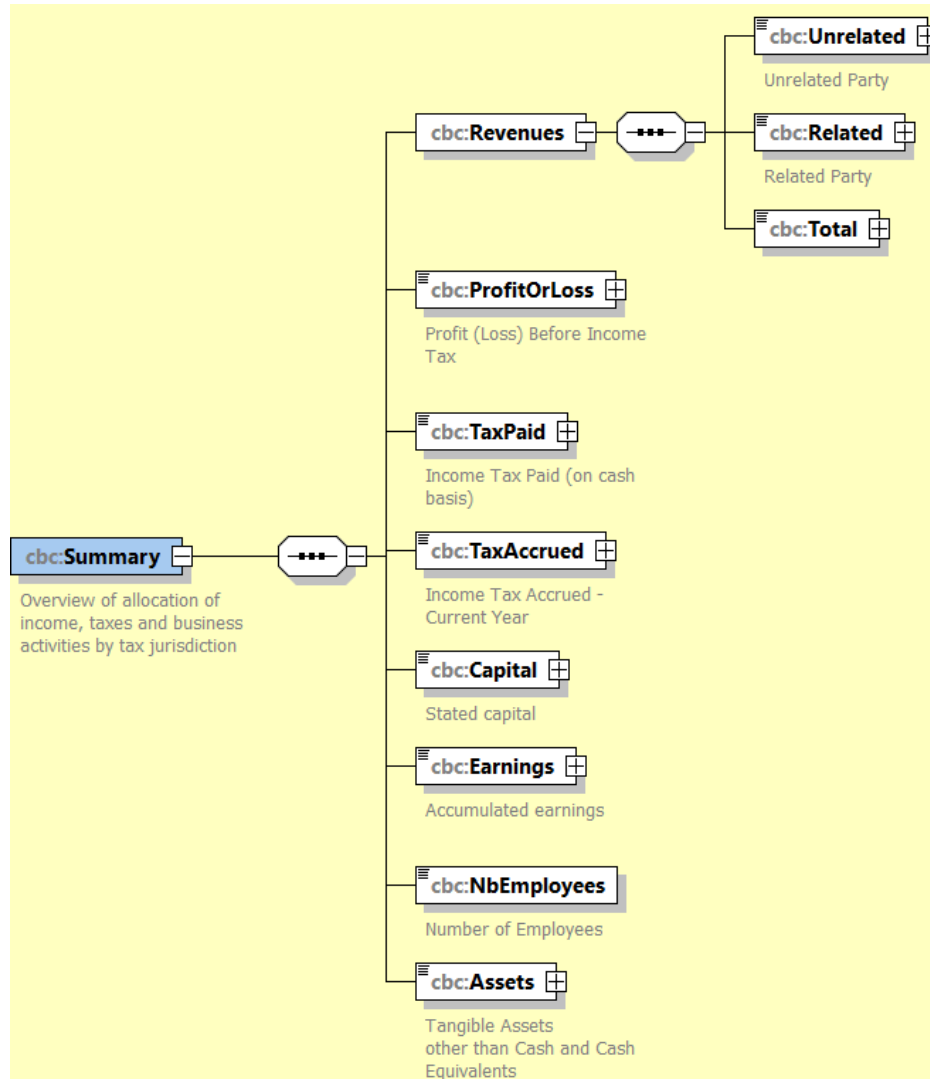 cbc:Unrelated
Unrelated Party
cbc:Revenues
cbc:Related
Related Party
cbc:Total
cbc:ProfitOrLoss
Profit (Loss) Before Income
Tax
cbc:TaxPaid
Income Tax Paid (on cash
basis)
cbc:Summary
Overview of allocation of
income, taxes and business
activities by tax jurisdiction
cbc:TaxAccrued
Income Tax Accrued -
Current Year
cbc:Capital
Stated capital
cbc:Earnings
Accumulated earnings
cbc:NbEmployees
Number of Employees
cbc:Assets
Tangible Assets
other than Cash and Cash
Equivalents